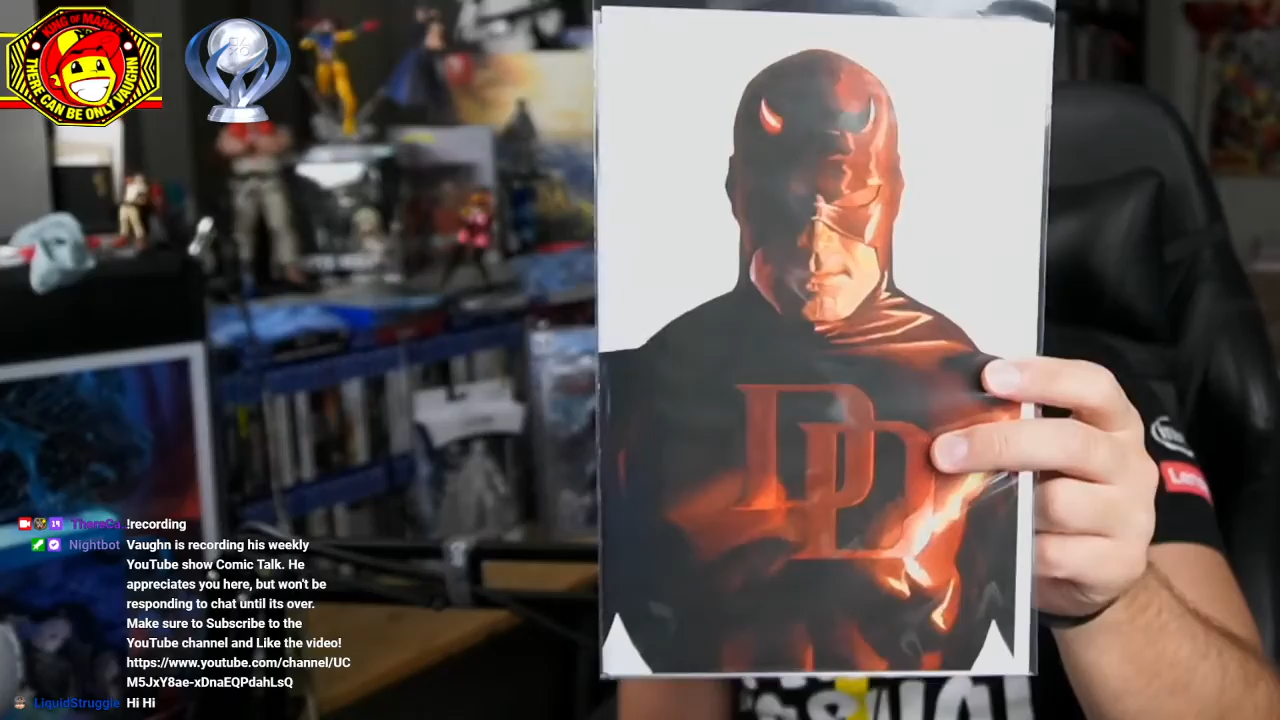 KING OF MARKS
THERE CAN BE ONLY VAUGHN
DD
!recording
Nightbot Vaughn is recording his weekly
YouTube show Comic Talk. He
appreciates you here, but won't be
responding to chat until its over.
Make sure to Subscribe to the
YouTube channel and Like the video!
https://www.youtube.com/channel/UC
M5JxY8ae-xDnaEQPdahLsQ
LiquidStruggle Hi Hi